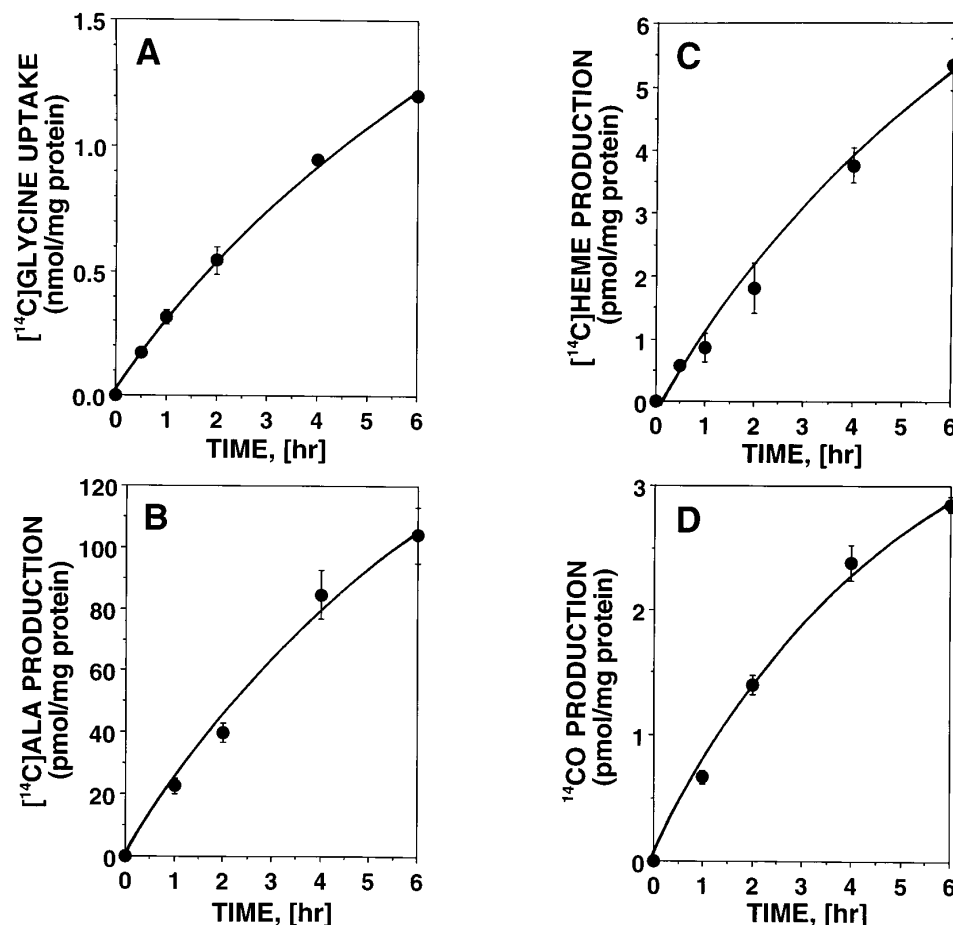 A
[¹⁴C]GLYCINE UPTAKE
(nmol/mg protein)
1.5
1.0
0.5
0.0
0 1 2 3 4 5 6
TIME, [hr]
C
[¹⁴C]HEME PRODUCTION
(pmol/mg protein)
6
5
4
3
2
1
0
0 1 2 3 4 5 6
TIME, [hr]
B
[¹⁴C]ALA PRODUCTION
(pmol/mg protein)
120
100
80
60
40
20
0
0 1 2 3 4 5 6
TIME, [hr]
D
¹⁴CO PRODUCTION
(pmol/mg protein)
3
2
1
0
0 1 2 3 4 5 6
TIME, [hr]